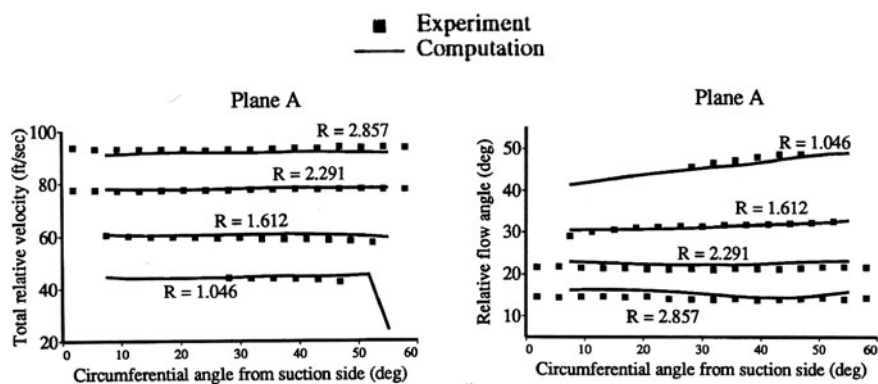 Experiment
Computation
Plane A
Total relative velocity (ft/sec)
100
80
60
40
20
R = 2.857
R = 2.291
R = 1.612
R = 1.046
0 10 20 30 40 50 60
Circumferential angle from suction side (deg)
Plane A
Relative flow angle (deg)
50
40
30
20
10
R = 1.046
R = 1.612
R = 2.291
R = 2.857
0 10 20 30 40 50 60
Circumferential angle from suction side (deg)